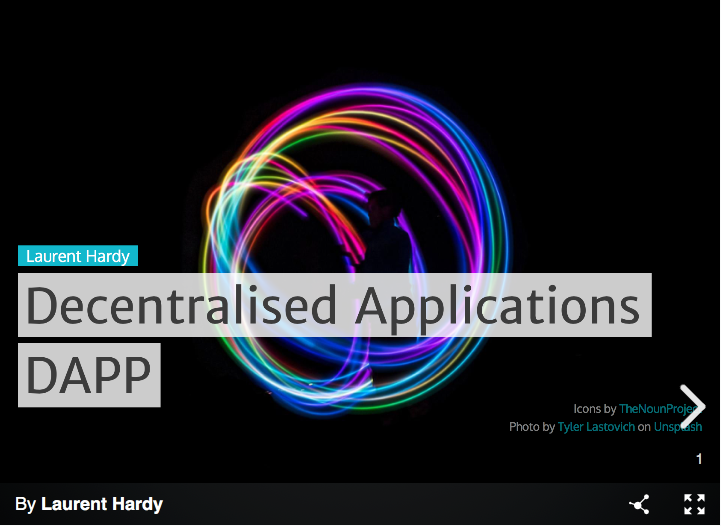 Laurent Hardy
Decentralised Applications
DAPP
Icons by TheNounProject
Photo by Tyler Lastovich on Unsplash
1
By Laurent Hardy